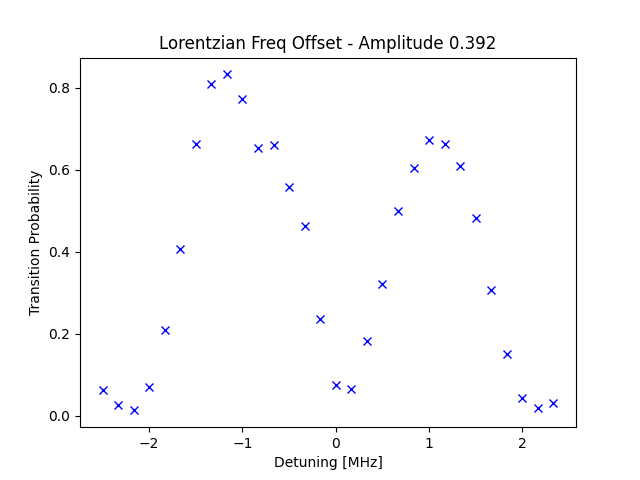 Lorentzian Freq Offset - Amplitude 0.392
0.8
0.6
0.4
0.2
0.0
Transition Probability
−2 −1 0 1 2
Detuning [MHz]